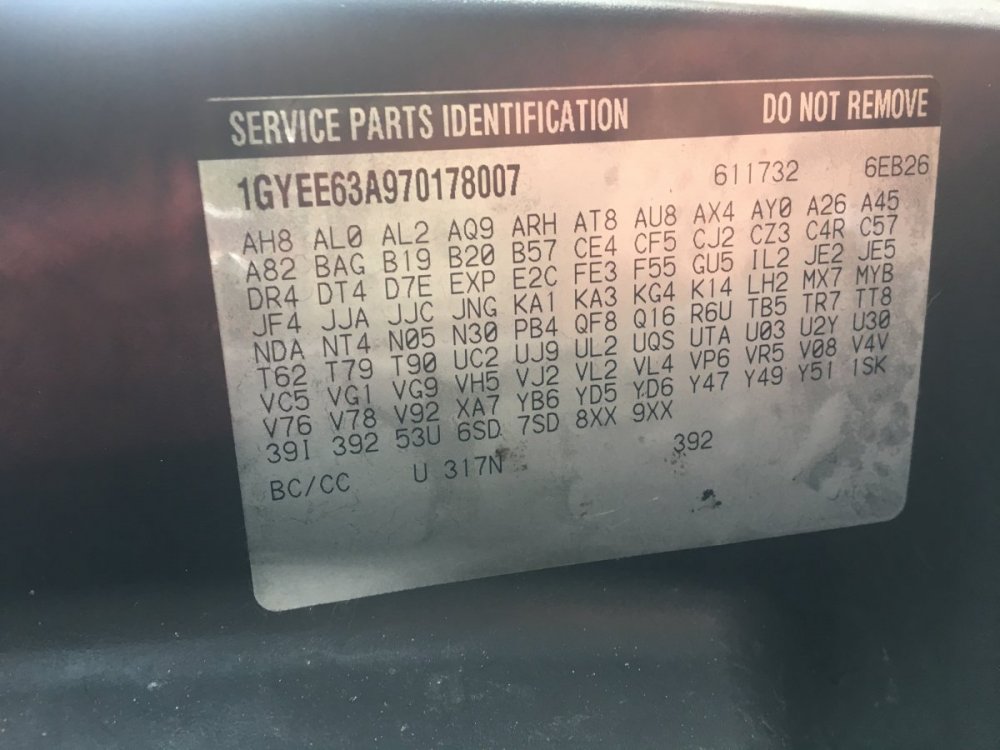 SERVICE PARTS IDENTIFICATION DO NOT REMOVE
1GYEE63A970178007 611732 6EB26
AH8 AL0 AL2 AQ9 ARH AT8 AU8 AX4 AY0 A26 A45
A82 BAG B19 B20 B57 CE4 CF5 CJ2 CZ3 C4R C57
DR4 DT4 D7E EXP E2C FE3 F55 GU5 IL2 JE2 JE5
JF4 JJA JJC JNG KA1 KA3 KG4 K14 LH2 MX7 MYB
NDA NT4 N05 N30 PB4 QF8 Q16 R6U TB5 TR7 TT8
T62 T79 T90 UC2 UJ9 UL2 UQS UTA U03 U2Y U30
VC5 VG1 VG9 VH5 VJ2 VL2 VL4 VP6 VR5 V08 V4V
V76 V78 V92 XA7 YB6 YD5 YD6 Y47 Y49 Y51 1SK
39I 392 53U 6SD 7SD 8XX 9XX
BC/CC U 317N 392